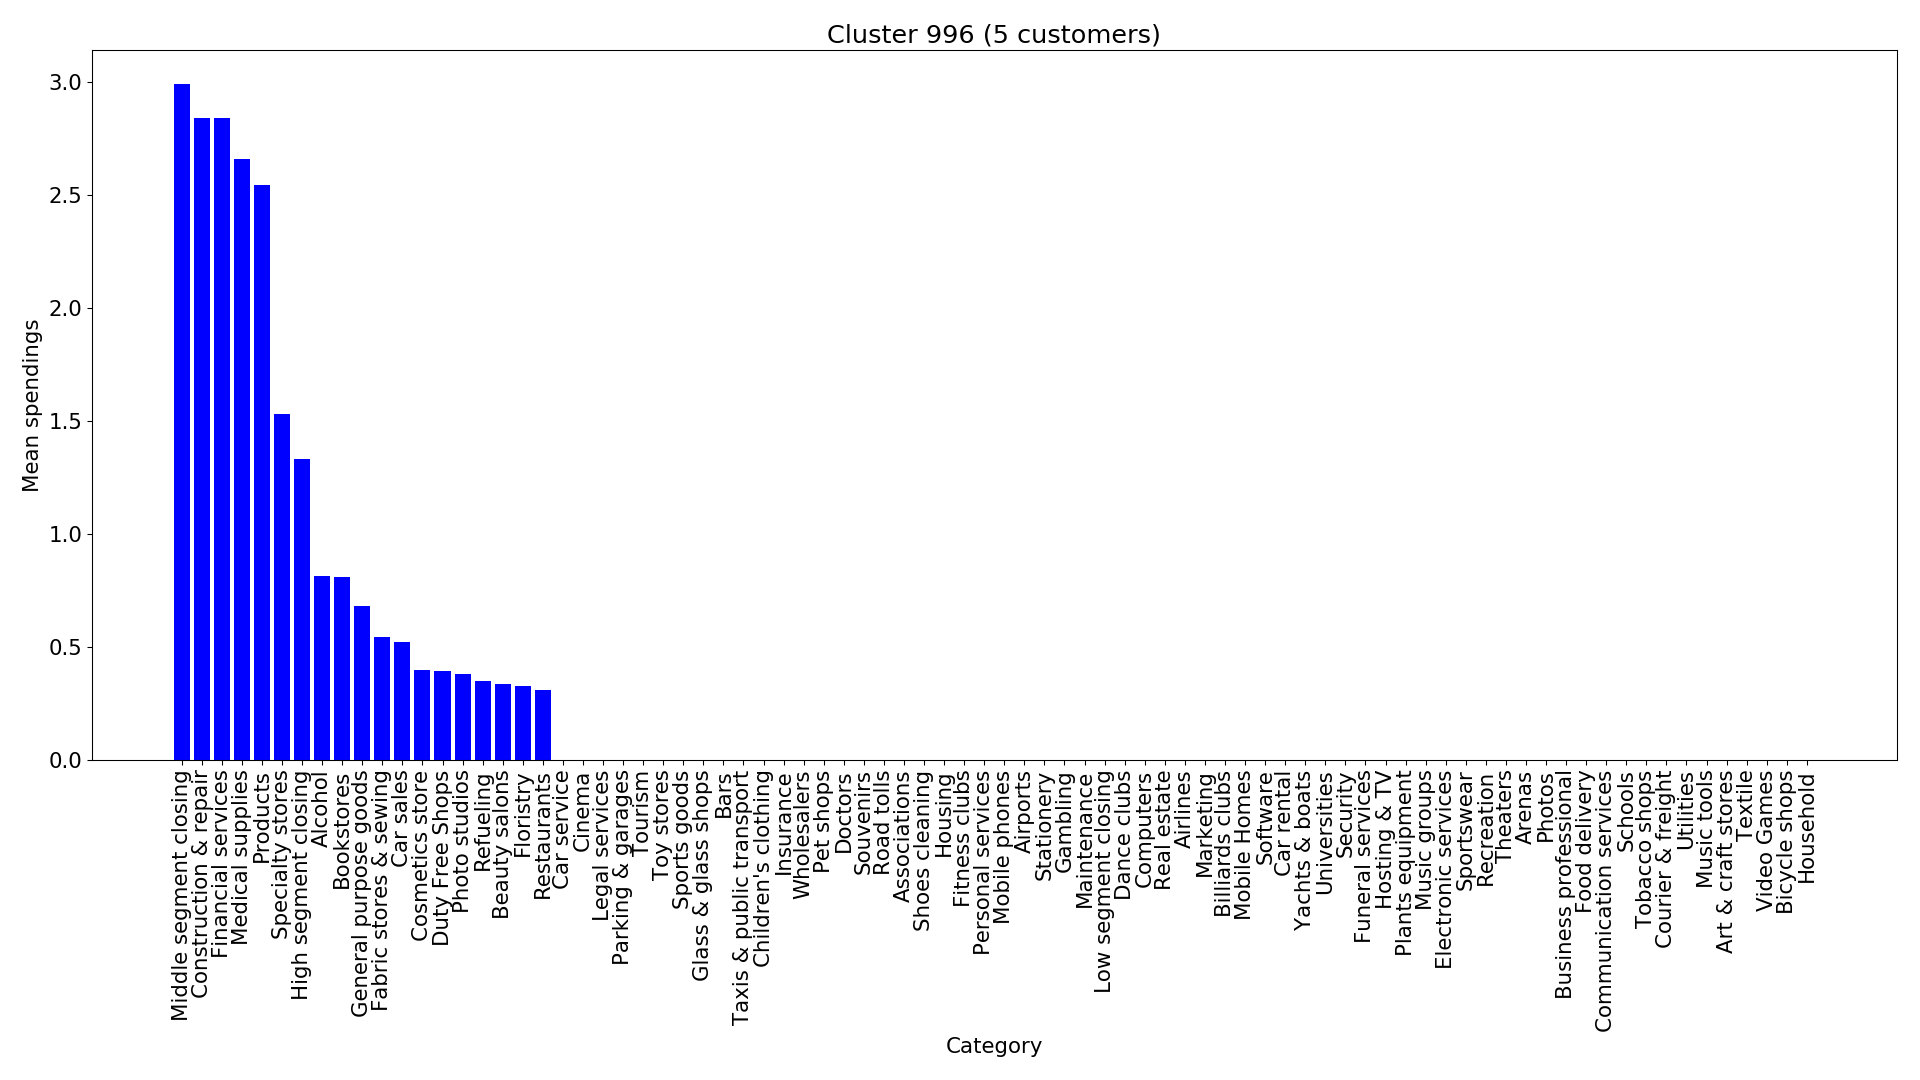 Cluster 996 (5 customers)
Mean spendings
3.0
2.5
2.0
1.5
1.0
0.5
0.0
Middle segment closing
Construction & repair
Financial services
Medical supplies
Products
Specialty stores
High segment closing
Alcohol
Bookstores
General purpose goods
Fabric stores & sewing
Car sales
Cosmetics store
Duty Free Shops
Photo studios
Refueling
Beauty salons
Floristry
Restaurants
Car service
Cinema
Legal services
Parking & garages
Tourism
Toy stores
Sports goods
Glass & glass shops
Bars
Taxis & public transport
Children's clothing
Insurance
Wholesalers
Pet shops
Doctors
Souvenirs
Road tolls
Associations
Shoes cleaning
Housing
Fitness clubs
Personal services
Mobile phones
Airports
Stationery
Gambling
Maintenance
Low segment closing
Dance clubs
Computers
Real estate
Airlines
Marketing
Billiards clubs
Mobile Homes
Software
Car rental
Yachts & boats
Universities
Security
Funeral services
Hosting & TV
Plants equipment
Music groups
Electronic services
Sportswear
Recreation
Theaters
Arenas
Photos
Business professional
Food delivery
Communication services
Schools
Tobacco shops
Courier & freight
Utilities
Music tools
Art & craft stores
Textile
Video Games
Bicycle shops
Household
Category